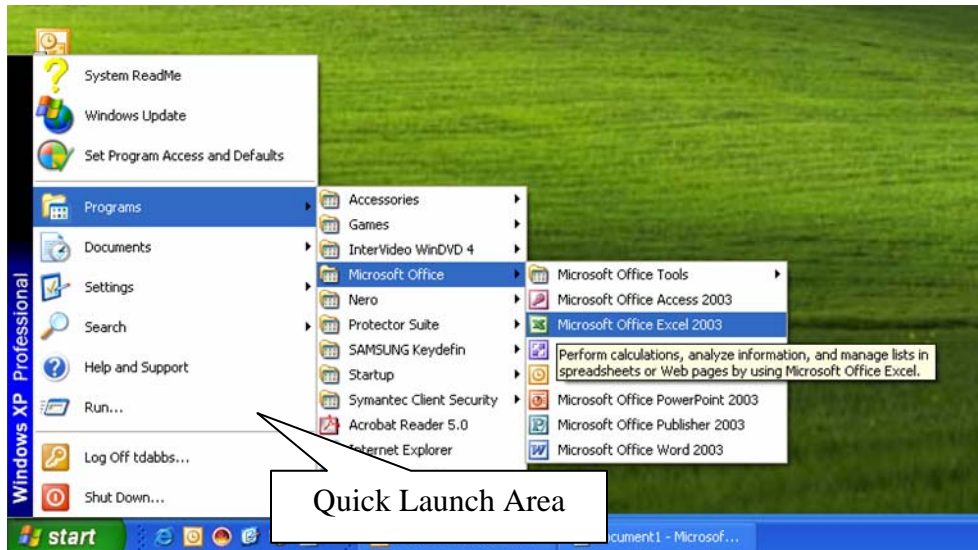 System ReadMe
Windows Update
Set Program Access and Defaults
Programs
Documents
Settings
Search
Help and Support
Run...
Log Off tdabbs...
Shut Down...
Windows XP Professional
Accessories
Games
InterVideo WinDVD 4
Microsoft Office
Nero
Protector Suite
SAMSUNG Keydefin
Startup
Symantec Client Security
Acrobat Reader 5.0
Internet Explorer
Microsoft Office Tools
Microsoft Office Access 2003
Microsoft Office Excel 2003
Perform calculations, analyze information, and manage lists in
spreadsheets or Web pages by using Microsoft Office Excel.
Microsoft Office PowerPoint 2003
Microsoft Office Publisher 2003
Microsoft Office Word 2003
Quick Launch Area
start
ocument1 - Microsof...